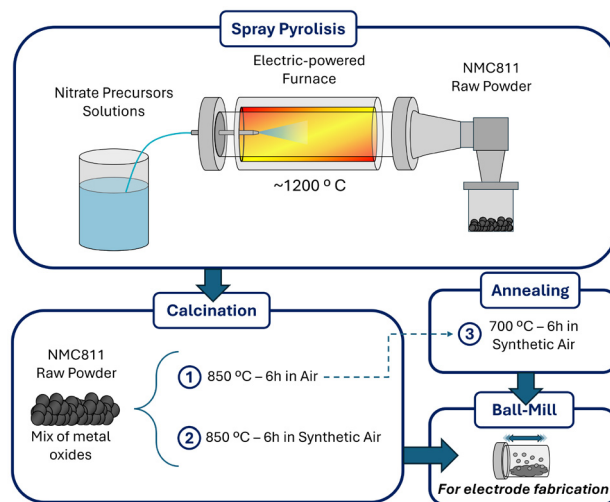 Spray Pyrolisis
Electric-powered
Furnace
Nitrate Precursors
Solutions
NMC811
Raw Powder
~1200 º C
Calcination
NMC811
Raw Powder
Mix of metal
oxides
1 850 ºC – 6h in Air
2 850 ºC – 6h in Synthetic Air
Annealing
3 700 ºC – 6h in
Synthetic Air
Ball-Mill
For electrode fabrication